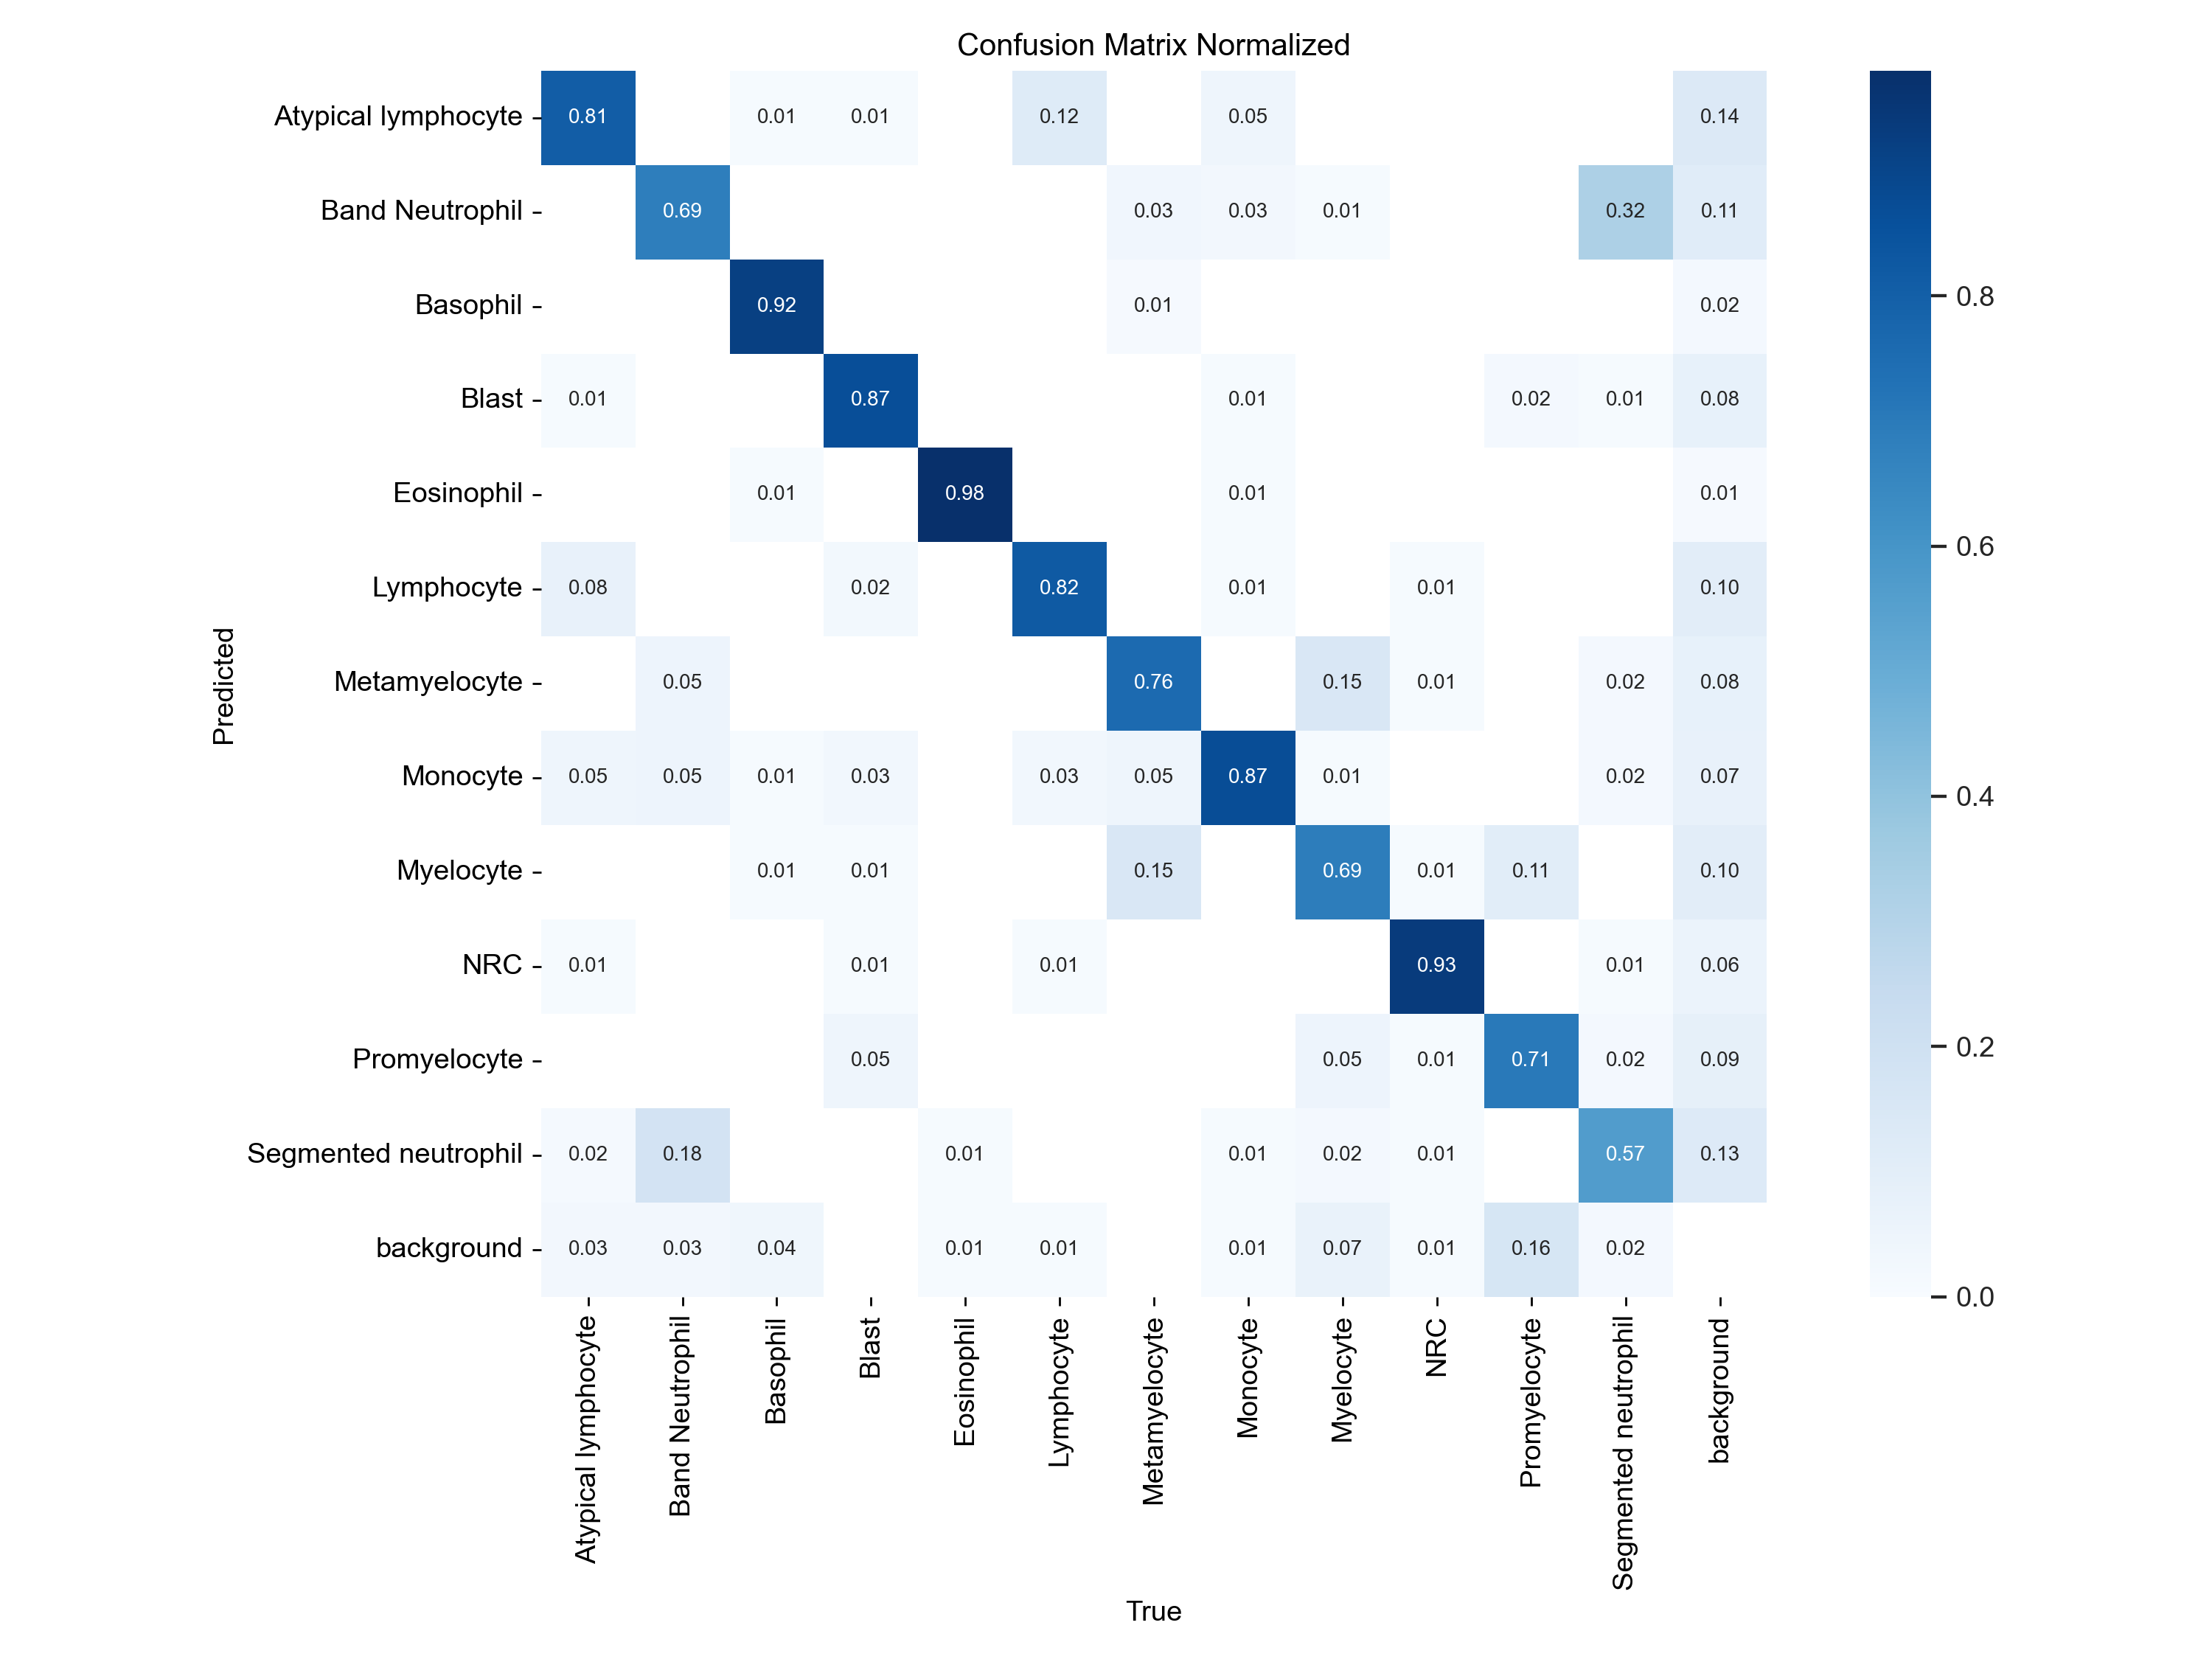 Confusion Matrix Normalized
Atypical lymphocyte 0.81 0.01 0.01 0.12 0.05 0.14
Band Neutrophil 0.69 0.03 0.03 0.01 0.32 0.11
Basophil 0.92 0.01 0.02
Blast 0.01 0.87 0.01 0.02 0.01 0.08
Eosinophil 0.01 0.98 0.01 0.01
Lymphocyte 0.08 0.02 0.82 0.01 0.01 0.10
Metamyelocyte 0.05 0.76 0.15 0.01 0.02 0.08
Monocyte 0.05 0.05 0.01 0.03 0.03 0.05 0.87 0.01 0.02 0.07
Myelocyte 0.01 0.01 0.15 0.69 0.01 0.11 0.10
NRC 0.01 0.01 0.01 0.93 0.01 0.06
Promyelocyte 0.05 0.05 0.01 0.71 0.02 0.09
Segmented neutrophil 0.02 0.18 0.01 0.01 0.02 0.01 0.57 0.13
background 0.03 0.03 0.04 0.01 0.01 0.01 0.07 0.01 0.16 0.02
Predicted
Atypical lymphocyte
Band Neutrophil
Basophil
Blast
Eosinophil
Lymphocyte
Metamyelocyte
Monocyte
Myelocyte
NRC
Promyelocyte
Segmented neutrophil
background
True
0.8
0.6
0.4
0.2
0.0